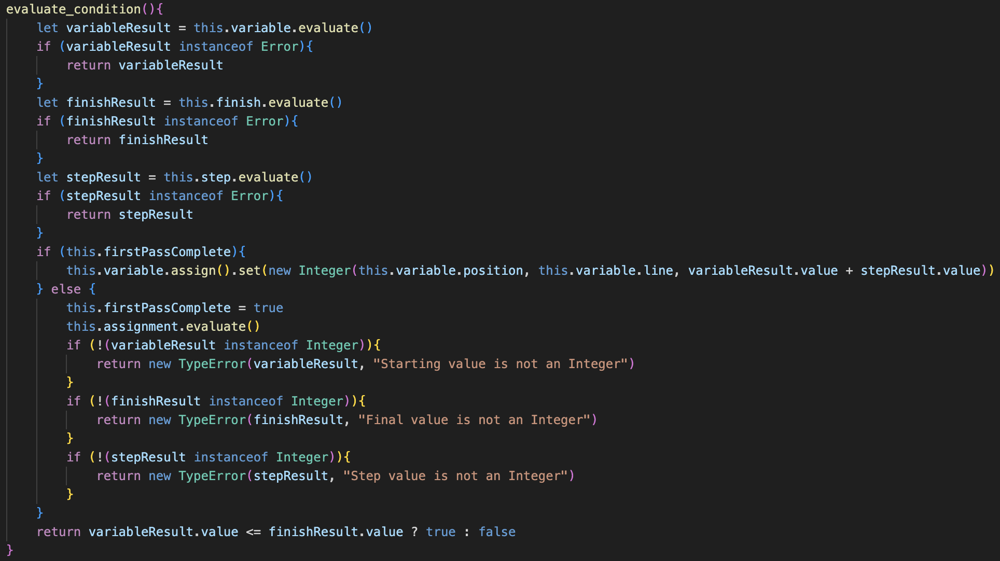 evaluate_condition(){
    let variableResult = this.variable.evaluate()
    if (variableResult instanceof Error){
        return variableResult
    }
    let finishResult = this.finish.evaluate()
    if (finishResult instanceof Error){
        return finishResult
    }
    let stepResult = this.step.evaluate()
    if (stepResult instanceof Error){
        return stepResult
    }
    if (this.firstPassComplete){
        this.variable.assign().set(new Integer(this.variable.position, this.variable.line, variableResult.value + stepResult.value))
    } else {
        this.firstPassComplete = true
        this.assignment.evaluate()
        if (!(variableResult instanceof Integer)){
            return new TypeError(variableResult, "Starting value is not an Integer")
        }
        if (!(finishResult instanceof Integer)){
            return new TypeError(finishResult, "Final value is not an Integer")
        }
        if (!(stepResult instanceof Integer)){
            return new TypeError(stepResult, "Step value is not an Integer")
        }
    }
    return variableResult.value <= finishResult.value ? true : false
}